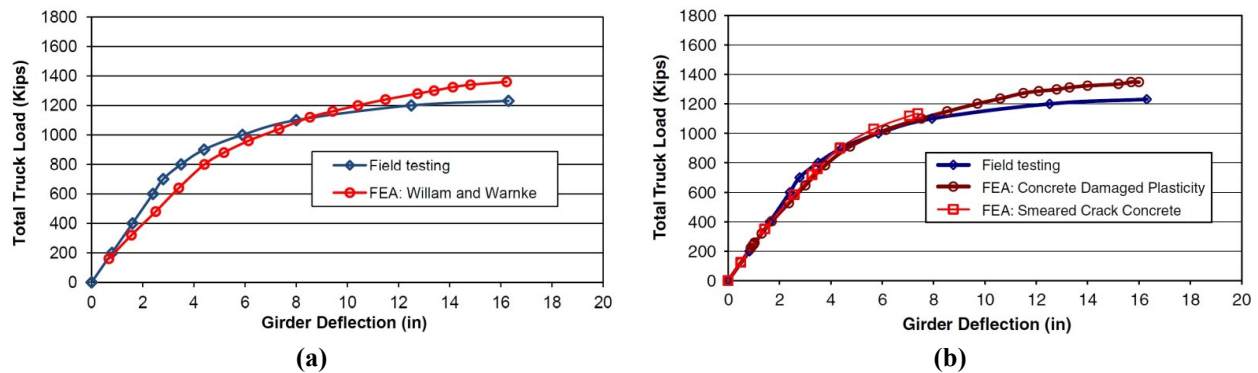 1800
1600
1400
1200
1000
800
600
400
200
0
Total Truck Load (Kips)
Field testing
FEA: Willam and Warnke
0 2 4 6 8 10 12 14 16 18 20
Girder Deflection (in)
(a)
1800
1600
1400
1200
1000
800
600
400
200
0
Total Truck Load (Kips)
Field testing
FEA: Concrete Damaged Plasticity
FEA: Smeared Crack Concrete
0 2 4 6 8 10 12 14 16 18 20
Girder Deflection (in)
(b)